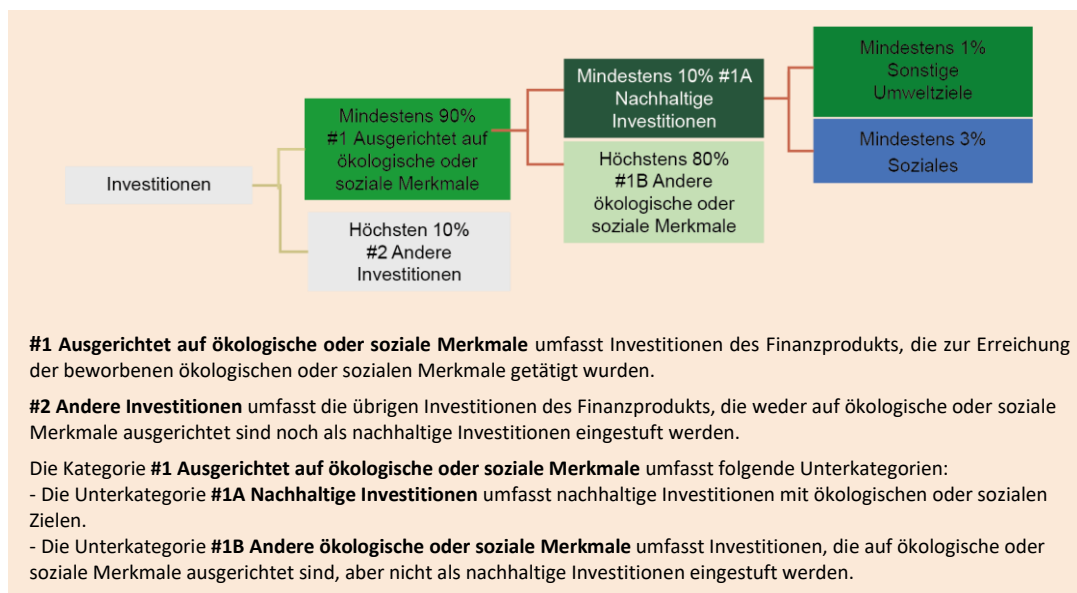 Investitionen
Mindestens 90%
#1 Ausgerichtet auf
ökologische oder
soziale Merkmale
Höchsten 10%
#2 Andere
Investitionen
Mindestens 10% #1A
Nachhaltige
Investitionen
Höchstens 80%
#1B Andere
ökologische oder
soziale Merkmale
Mindestens 1%
Sonstige
Umweltziele
Mindestens 3%
Soziales
#1 Ausgerichtet auf ökologische oder soziale Merkmale umfasst Investitionen des Finanzprodukts, die zur Erreichung
der beworbenen ökologischen oder sozialen Merkmale getätigt wurden.
#2 Andere Investitionen umfasst die übrigen Investitionen des Finanzprodukts, die weder auf ökologische oder soziale
Merkmale ausgerichtet sind noch als nachhaltige Investitionen eingestuft werden.
Die Kategorie #1 Ausgerichtet auf ökologische oder soziale Merkmale umfasst folgende Unterkategorien:
- Die Unterkategorie #1A Nachhaltige Investitionen umfasst nachhaltige Investitionen mit ökologischen oder sozialen
Zielen.
- Die Unterkategorie #1B Andere ökologische oder soziale Merkmale umfasst Investitionen, die auf ökologische oder
soziale Merkmale ausgerichtet sind, aber nicht als nachhaltige Investitionen eingestuft werden.